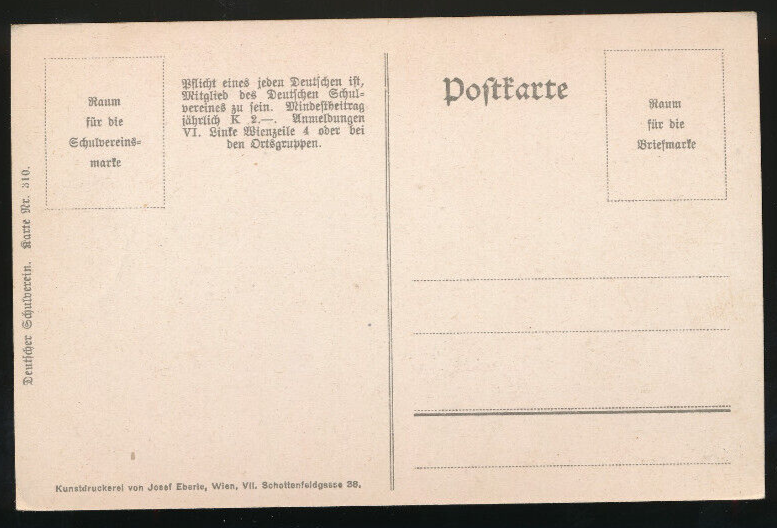 Raum
für die
Schulvereins=
marke
Pflicht eines jeden Deutschen ist,
Mitglied des Deutschen Schul-
vereines zu sein. Mindestbeitrag
jährlich K 2.—. Anmeldungen
VI. Linke Wienzeile 4 oder bei
den Ortsgruppen.
Postkarte
Raum
für die
Briefmarke
Deutscher Schulverein. Karte Nr. 310.
Kunstdruckerei von Josef Eberle, Wien, VII. Schottenfeldgasse 38.